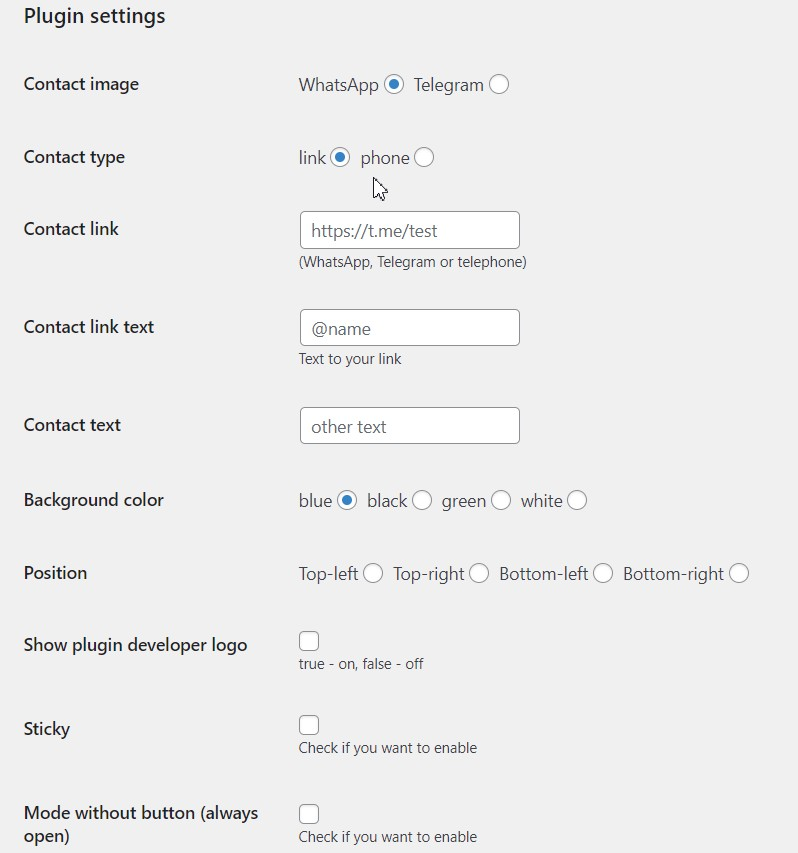 Plugin settings
Contact image WhatsApp Telegram
Contact type link phone
Contact link https://t.me/test
(WhatsApp, Telegram or telephone)
Contact link text @name
Text to your link
Contact text other text
Background color blue black green white
Position Top-left Top-right Bottom-left Bottom-right
Show plugin developer logo
true - on, false - off
Sticky
Check if you want to enable
Mode without button (always
open)
Check if you want to enable